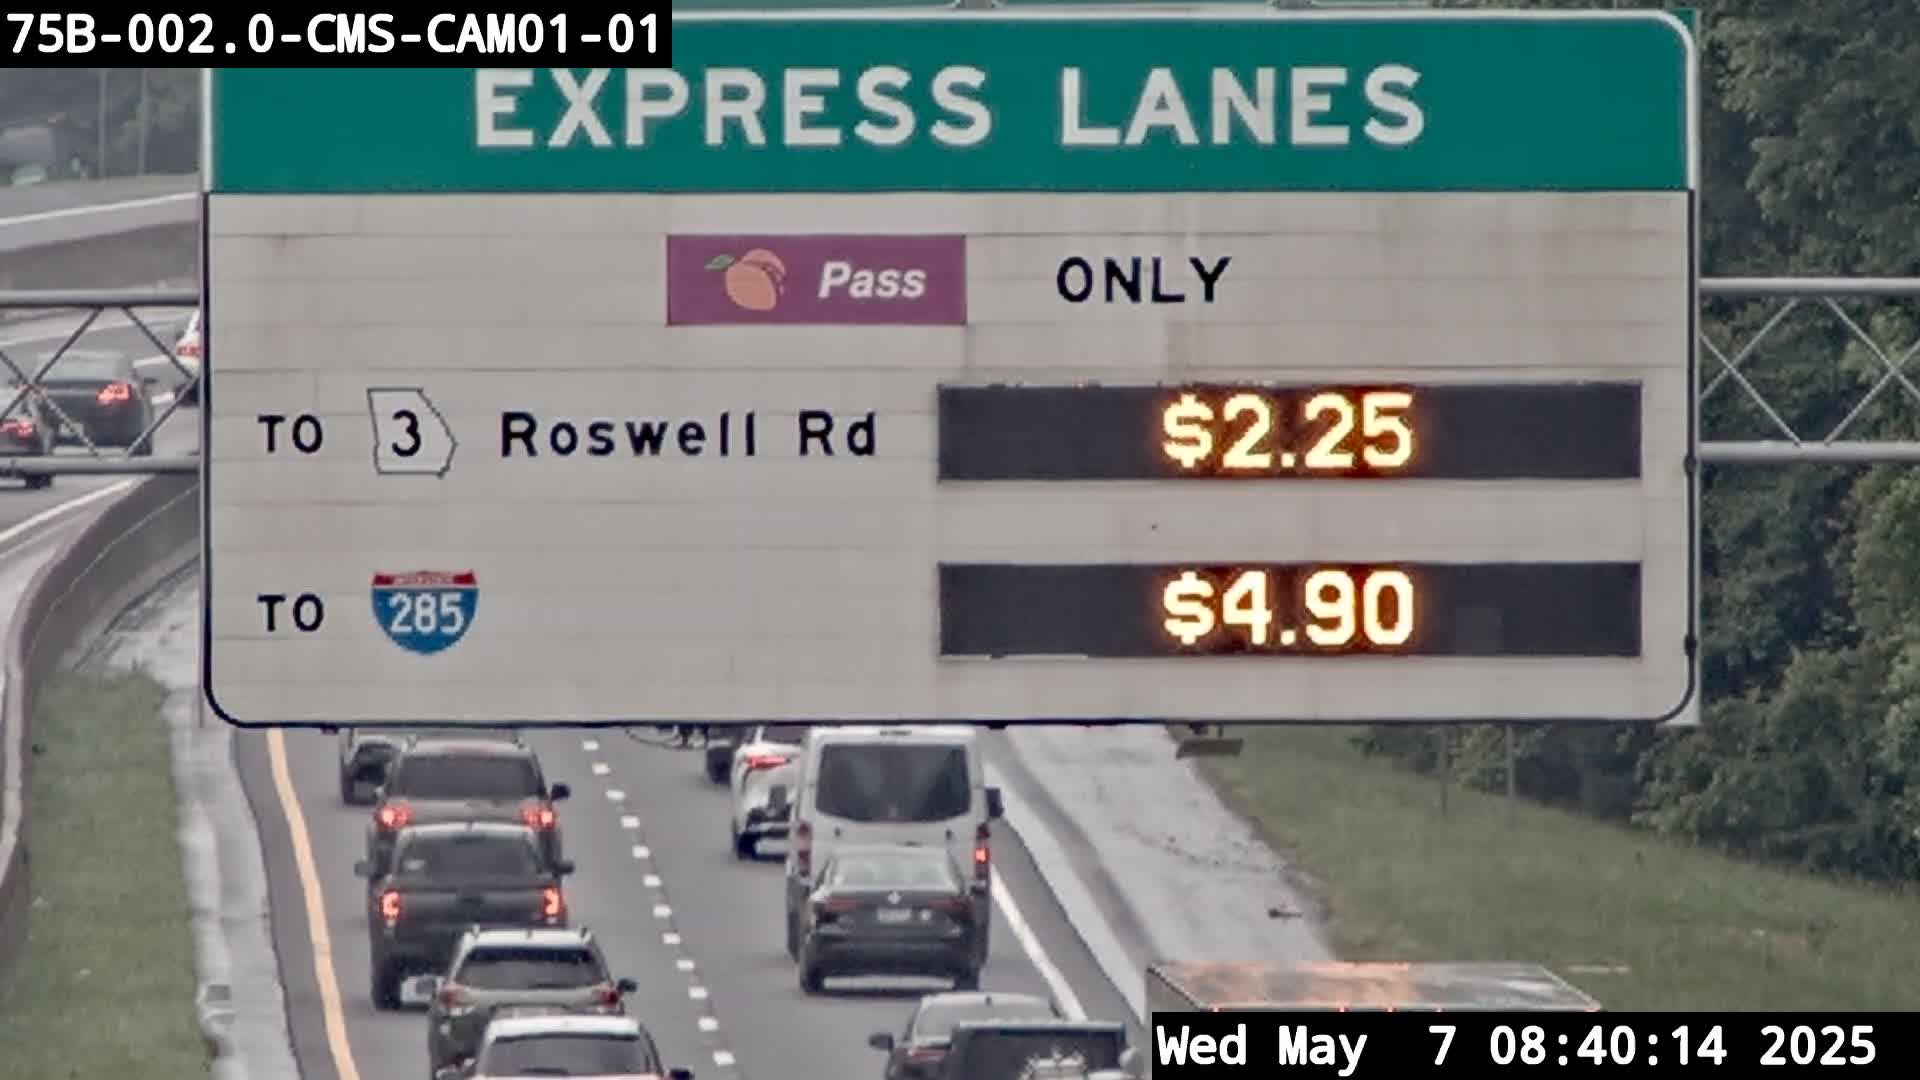 75B-002.0-CMS-CAM01-01
EXPRESS LANES
Pass ONLY
TO 3 Roswell Rd $2.25
TO 285 $4.90
Wed May 7 08:40:14 2025